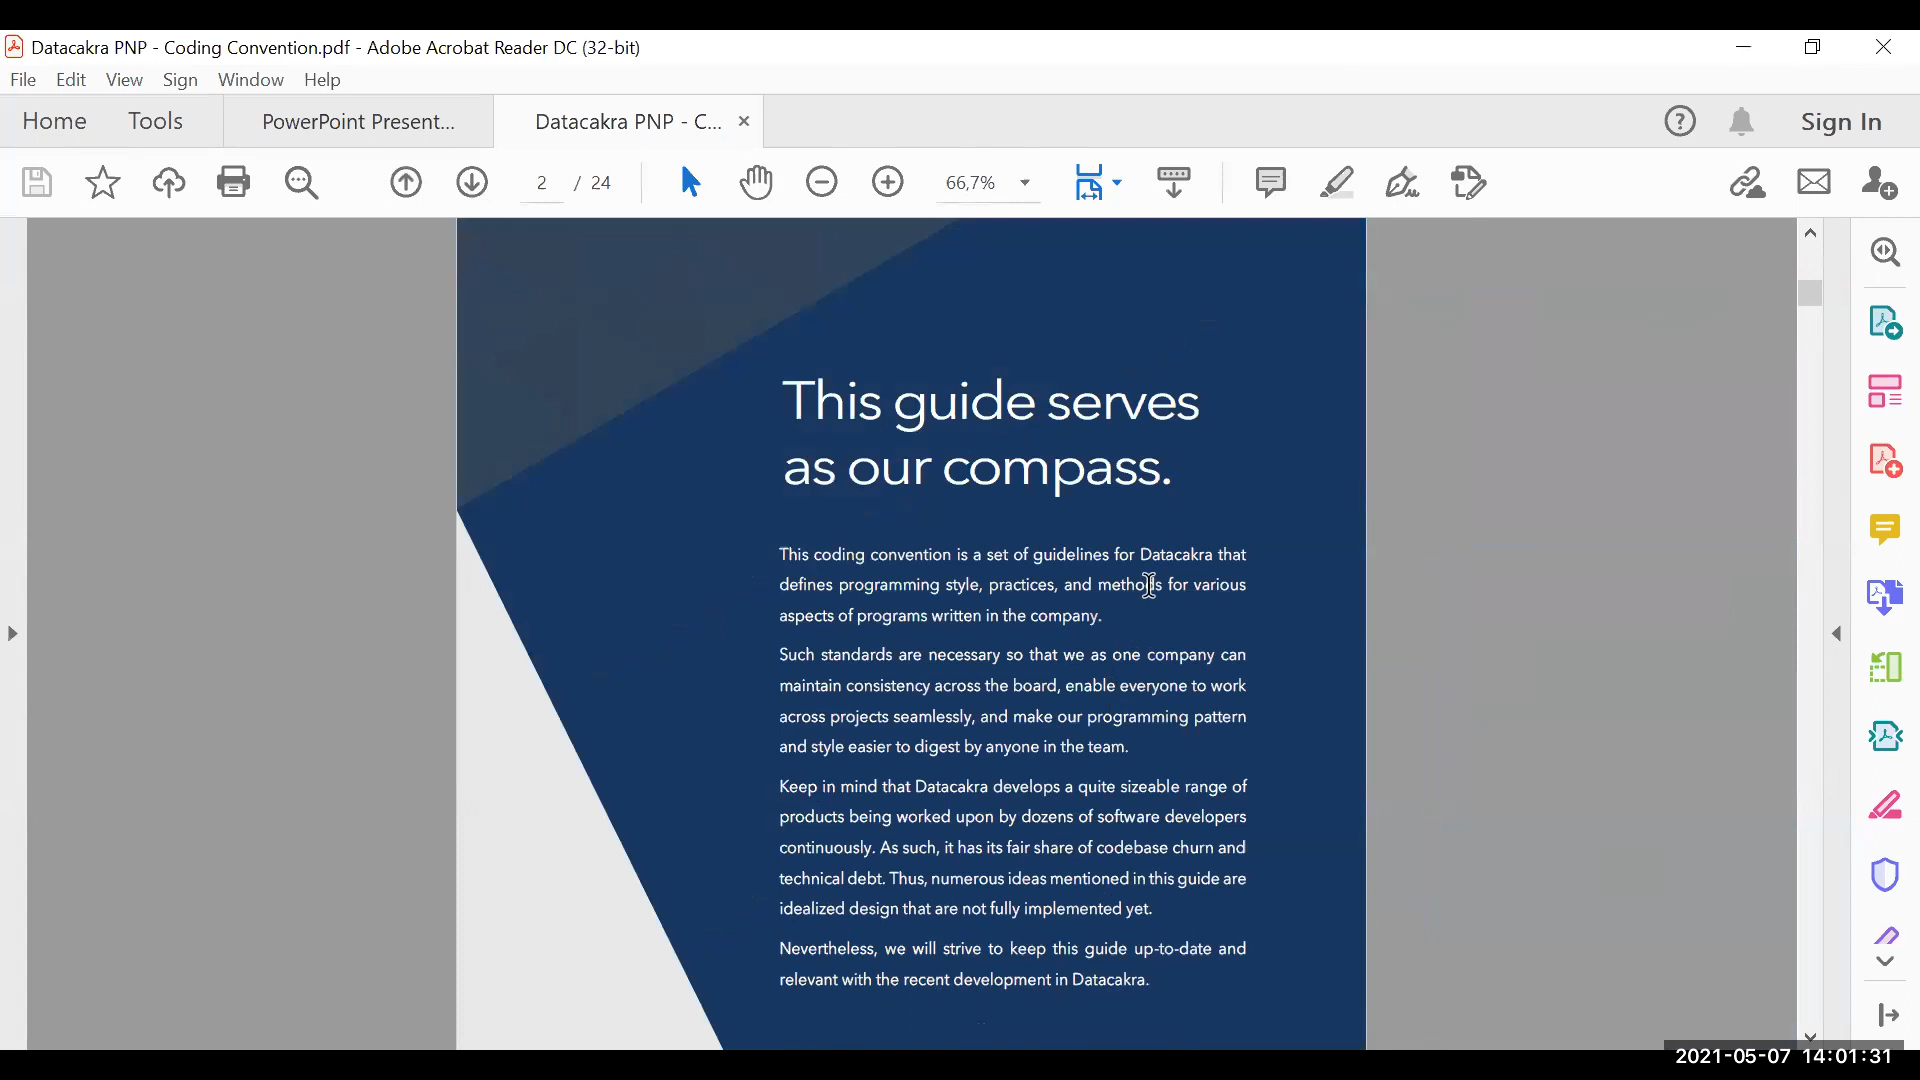 Datacakra PNP - Coding Convention.pdf - Adobe Acrobat Reader DC (32-bit)
File Edit View Sign Window Help
Home Tools PowerPoint Present... Datacakra PNP - C... Sign In
2 / 24 66,7%
This guide serves
as our compass.
This coding convention is a set of guidelines for Datacakra that
defines programming style, practices, and methods for various
aspects of programs written in the company.
Such standards are necessary so that we as one company can
maintain consistency across the board, enable everyone to work
across projects seamlessly, and make our programming pattern
and style easier to digest by anyone in the team.
Keep in mind that Datacakra develops a quite sizeable range of
products being worked upon by dozens of software developers
continuously. As such, it has its fair share of codebase churn and
technical debt. Thus, numerous ideas mentioned in this guide are
idealized design that are not fully implemented yet.
Nevertheless, we will strive to keep this guide up-to-date and
relevant with the recent development in Datacakra.
2021-05-07 14:01:31